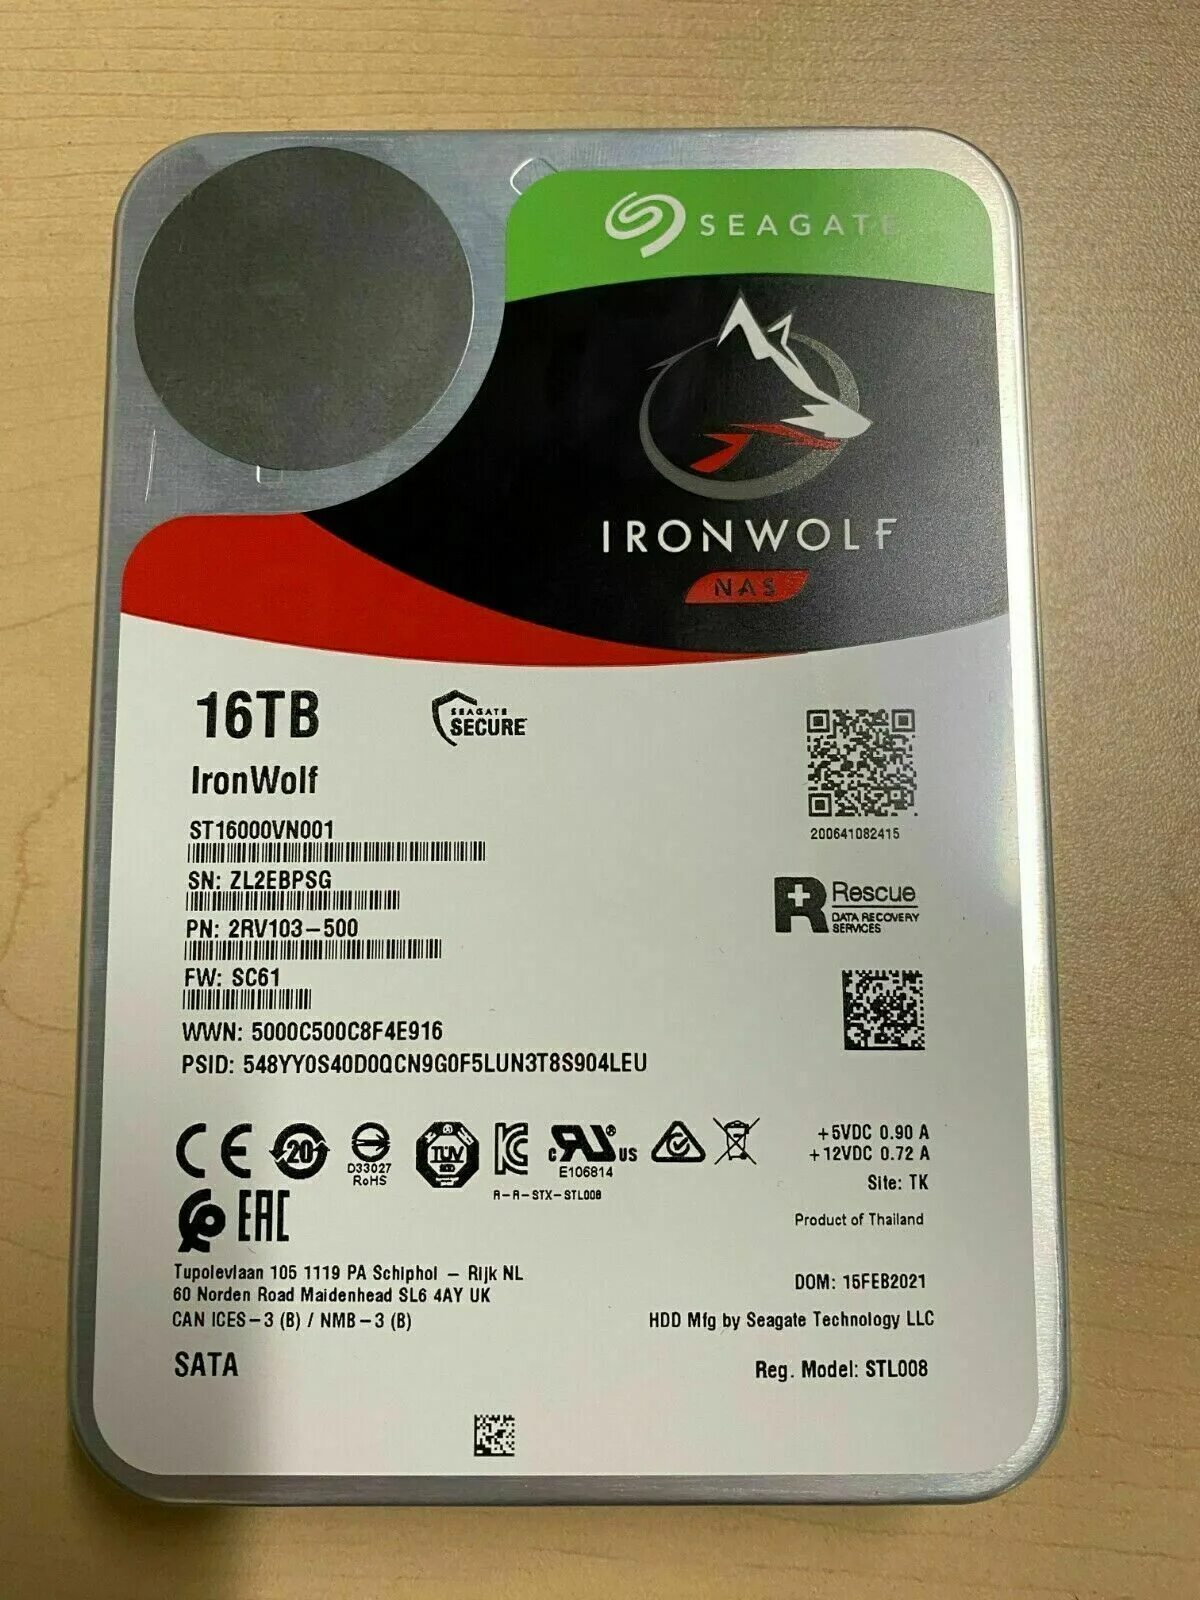 SEAGATE
IRONWOLF
NAS
16TB
SEAGATE
SECURE
IronWolf
ST16000VN001
SN: ZL2EBPSG
PN: 2RV103-500
FW: SC61
WWN: 5000C500C8F4E916
PSID: 548YY0S40D0QCN9G0F5LUN3T8S904LEU
200641082415
R Rescue
DATA RECOVERY
SERVICES
CE
20
D33027
RoHS
TÜV
c RU US
E106814
R-R-STX-STL008
EAC
+5VDC 0.90 A
+12VDC 0.72 A
Site: TK
Product of Thailand
Tupolevlaan 105 1119 PA Schiphol – Rijk NL
60 Norden Road Maidenhead SL6 4AY UK
CAN ICES-3 (B) / NMB-3 (B)
DOM: 15FEB2021
HDD Mfg by Seagate Technology LLC
SATA
Reg. Model: STL008